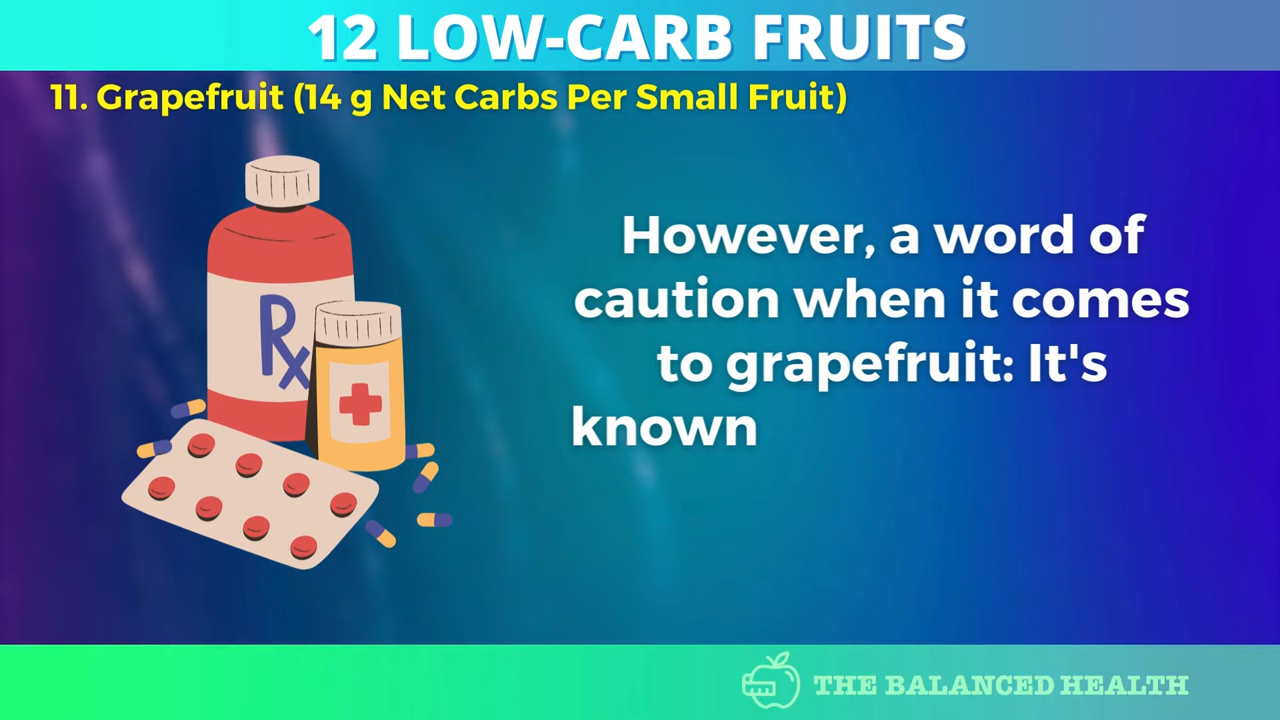 12 LOW-CARB FRUITS
11. Grapefruit (14 g Net Carbs Per Small Fruit)
Rx
However, a word of
caution when it comes
to grapefruit: It's
known
THE BALANCED HEALTH